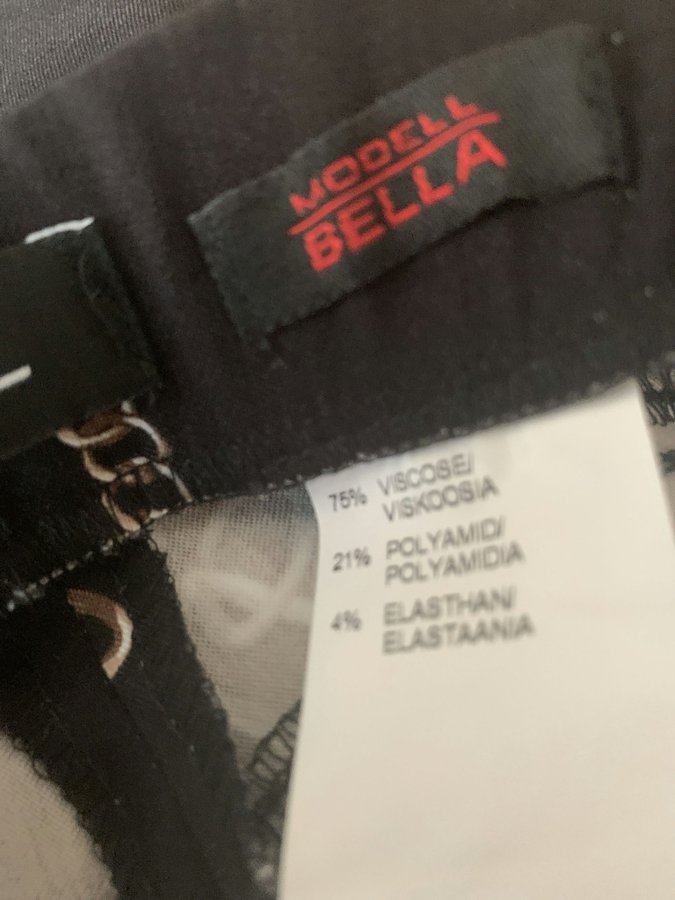 MODELL
BELLA
75% VISCOSE/
VISKOOSIA
21% POLYAMID/
POLYAMIDIA
4% ELASTHAN/
ELASTAANIA